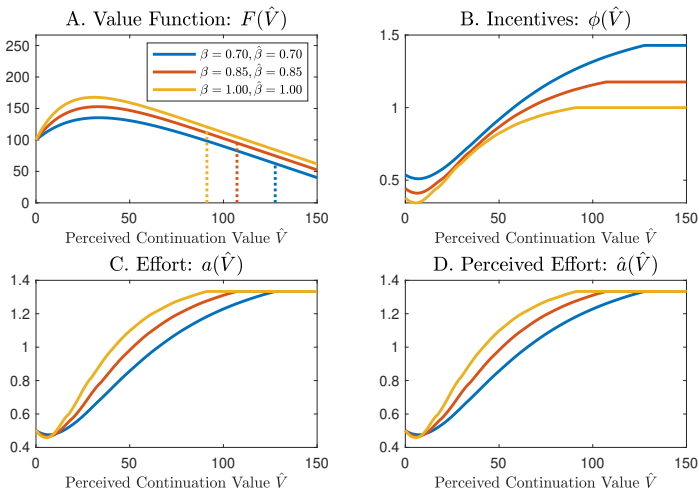 A. Value Function: F(V̂)
250
200
150
100
50
0
β = 0.70, β̂ = 0.70
β = 0.85, β̂ = 0.85
β = 1.00, β̂ = 1.00
0 50 100 150
Perceived Continuation Value V̂
B. Incentives: ϕ(V̂)
1
0.5
0 50 100 150
Perceived Continuation Value V̂
C. Effort: a(V̂)
1.4
1.2
1
0.8
0.6
0.4
0 50 100 150
Perceived Continuation Value V̂
D. Perceived Effort: â(V̂)
1.4
1.2
1
0.8
0.6
0.4
0 50 100 150
Perceived Continuation Value V̂